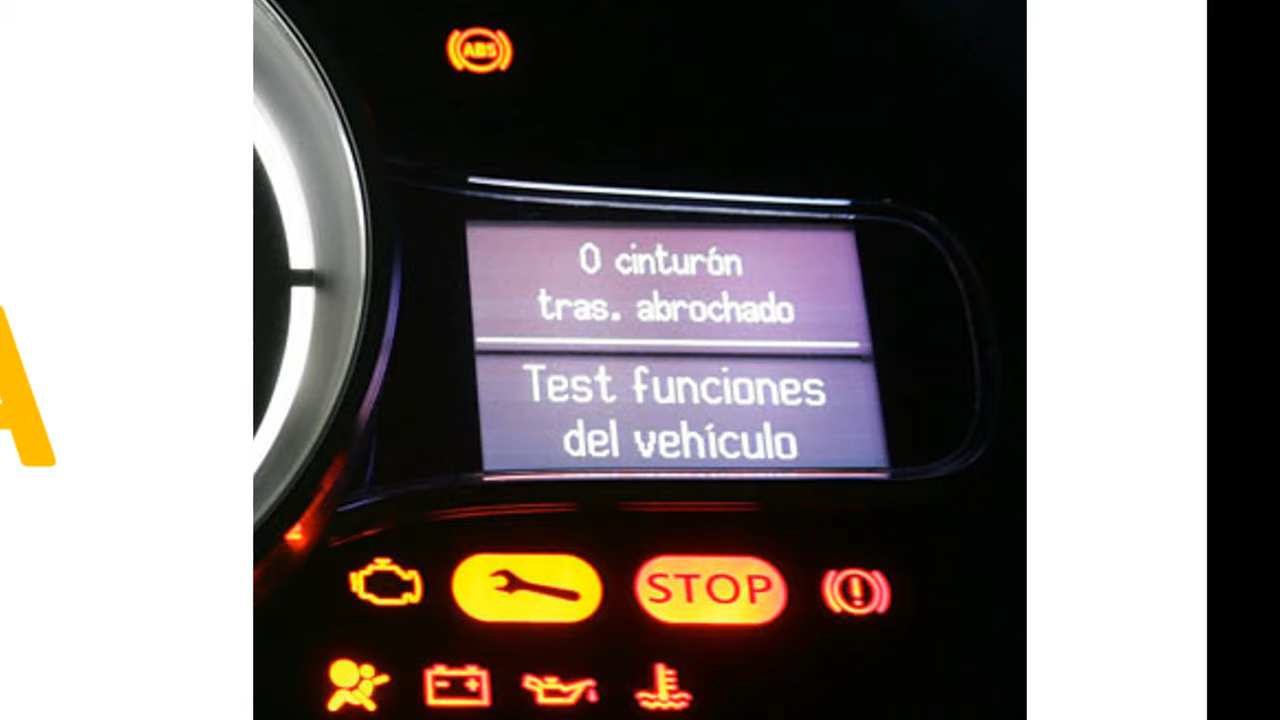 A
ABS
0 cinturón
tras. abrochado
Test funciones
del vehículo
STOP